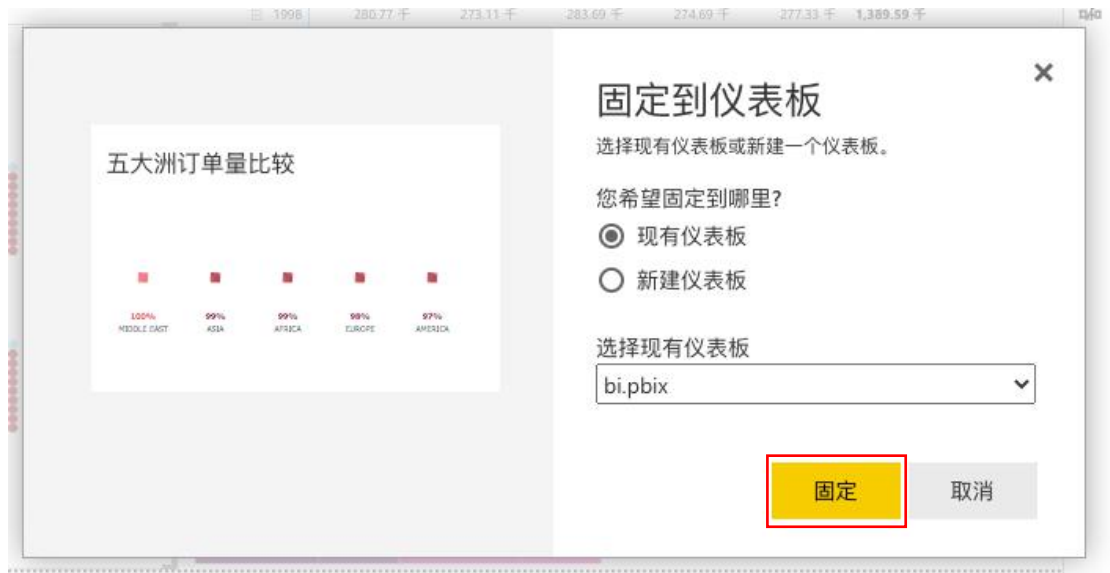 1998 280.77 千 273.11 千 283.69 千 274.69 千 277.33 千 1,389.59 千
固定到仪表板
选择现有仪表板或新建一个仪表板。
您希望固定到哪里?
现有仪表板
新建仪表板
选择现有仪表板
bi.pbix
固定 取消
五大洲订单量比较
100% 99% 99% 98% 97%
MIDDLE EAST ASIA AFRICA EUROPE AMERICA